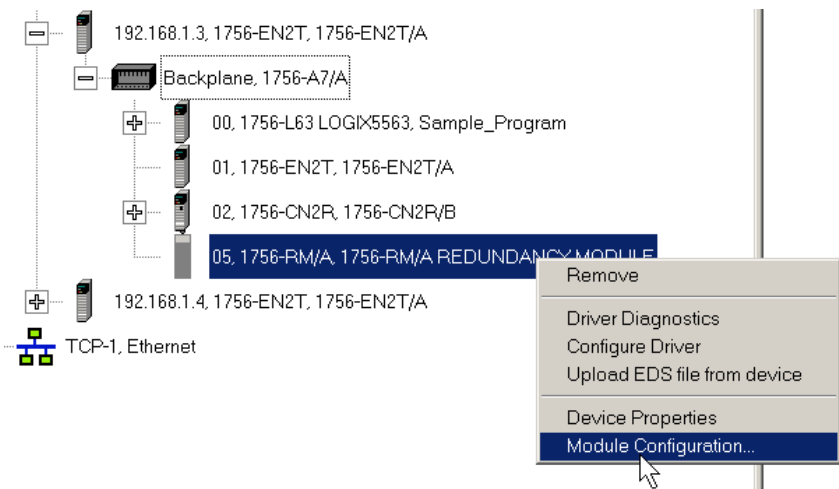 192.168.1.3, 1756-EN2T, 1756-EN2T/A
Backplane, 1756-A7/A
00, 1756-L63 LOGIX5563, Sample_Program
01, 1756-EN2T, 1756-EN2T/A
02, 1756-CN2R, 1756-CN2R/B
05, 1756-RM/A, 1756-RM/A REDUNDANCY MODULE
Remove
192.168.1.4, 1756-EN2T, 1756-EN2T/A
Driver Diagnostics
TCP-1, Ethernet
Configure Driver
Upload EDS file from device
Device Properties
Module Configuration...